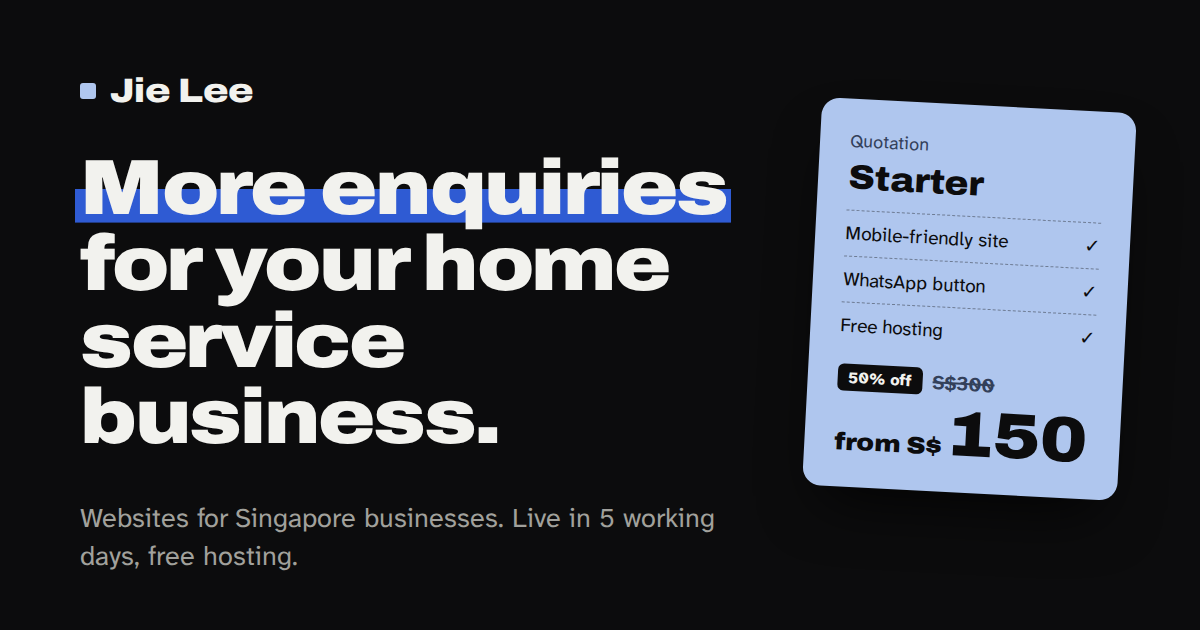 Jie Lee
More enquiries
for your home
service
business.
Websites for Singapore businesses. Live in 5 working
days, free hosting.
Quotation
Starter
Mobile-friendly site ✓
WhatsApp button ✓
Free hosting ✓
50% off S$300
from S$ 150